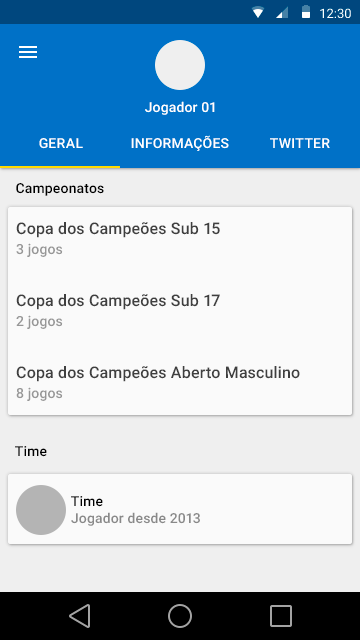 12:30
Jogador 01
GERAL INFORMAÇÕES TWITTER
Campeonatos
Copa dos Campeões Sub 15
3 jogos
Copa dos Campeões Sub 17
2 jogos
Copa dos Campeões Aberto Masculino
8 jogos
Time
Time
Jogador desde 2013